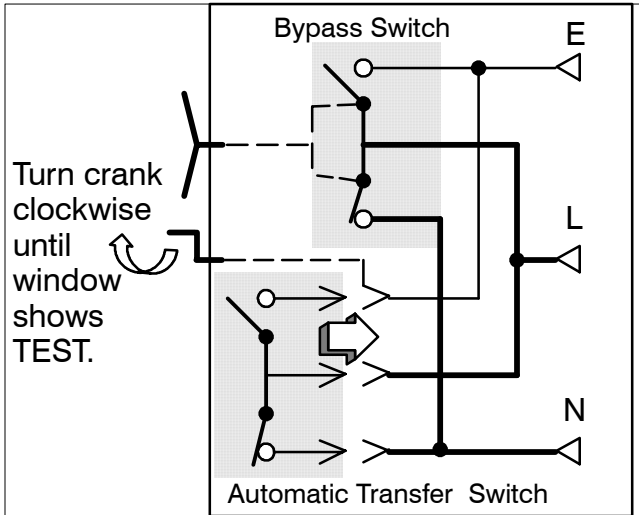 Bypass Switch
E
Turn crank
clockwise
until
window
shows
TEST.
L
N
Automatic Transfer Switch